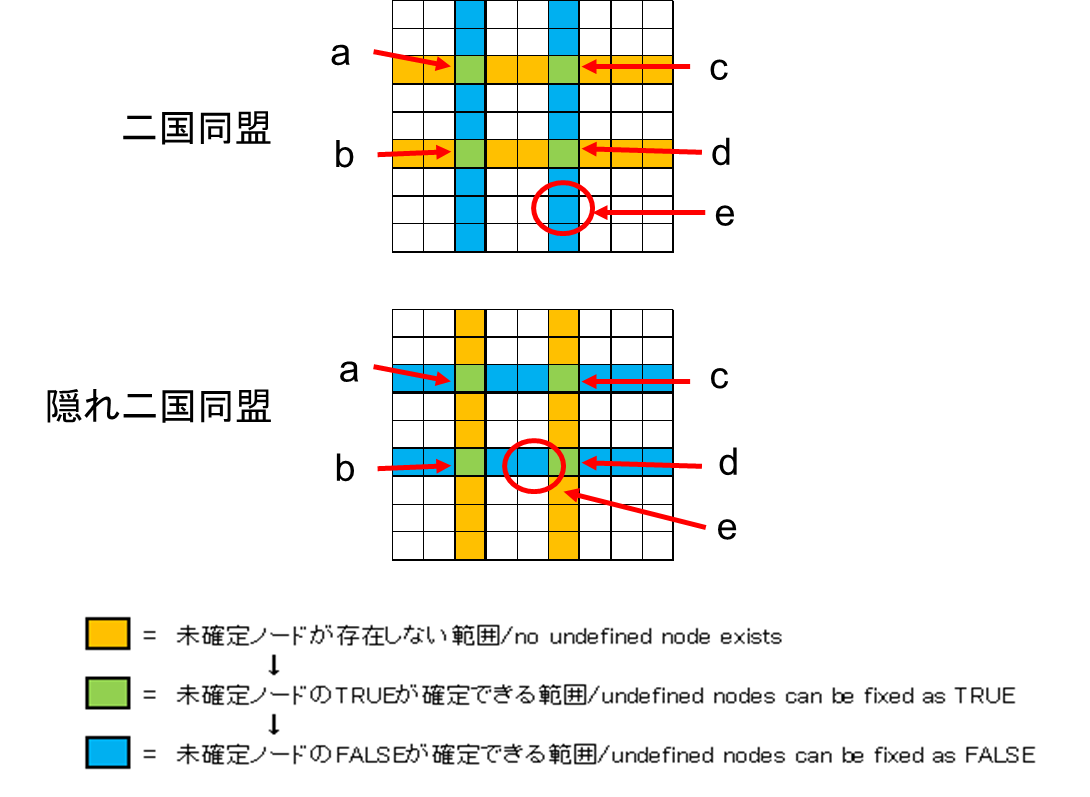 a
c
二国同盟
b
d
e
a
c
隠れ二国同盟
b
d
e
= 未確定ノードが存在しない範囲/no undefined node exists
↓
= 未確定ノードのTRUEが確定できる範囲/undefined nodes can be fixed as TRUE
↓
= 未確定ノードのFALSEが確定できる範囲/undefined nodes can be fixed as FALSE